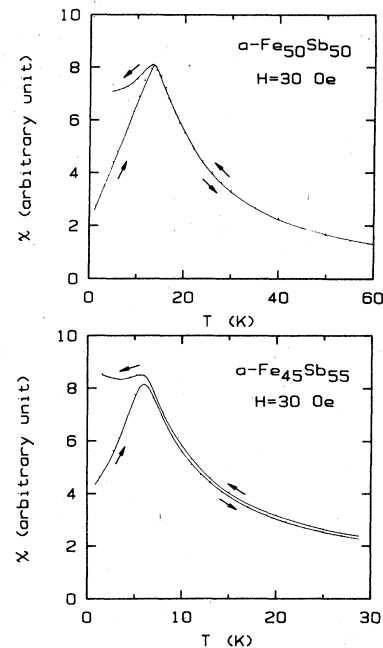 10
8
6
4
2
0
χ (arbitrary unit)
a-Fe50Sb50
H=30 Oe
0 20 40 60
T (K)
10
8
6
4
2
0
χ (arbitrary unit)
a-Fe45Sb55
H=30 Oe
0 10 20 30
T (K)